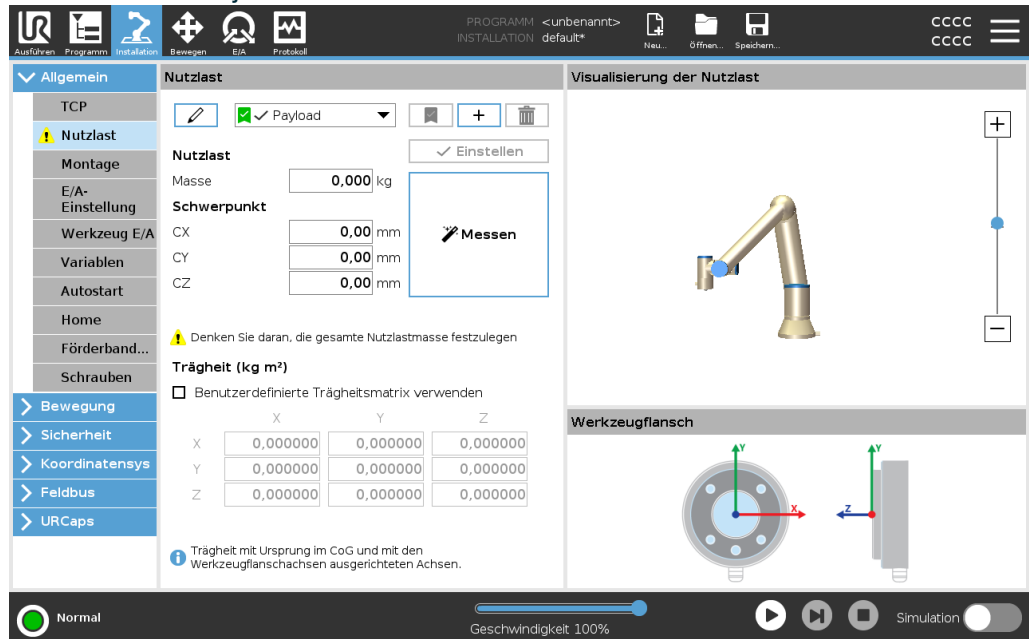 PROGRAMM <unbenannt>
INSTALLATION default*
CCCC
CCCC
Ausführen Programm Installation Bewegen E/A Protokoll Neu... Öffnen... Speichern...
Allgemein
TCP
Nutzlast
Montage
E/A-
Einstellung
Werkzeug E/A
Variablen
Autostart
Home
Förderband...
Schrauben
Bewegung
Sicherheit
Koordinatensys
Feldbus
URCaps
Nutzlast
Payload
+
Einstellen
Nutzlast
Masse 0,000 kg
Schwerpunkt
CX 0,00 mm
CY 0,00 mm
CZ 0,00 mm
Messen
Denken Sie daran, die gesamte Nutzlastmasse festzulegen
Trägheit (kg m²)
Benutzerdefinierte Trägheitsmatrix verwenden
X Y Z
X 0,000000 0,000000 0,000000
Y 0,000000 0,000000 0,000000
Z 0,000000 0,000000 0,000000
Trägheit mit Ursprung im CoG und mit den
Werkzeugflanschachsen ausgerichteten Achsen.
Visualisierung der Nutzlast
+
−
Werkzeugflansch
Y Y
X Z
Normal
Geschwindigkeit 100%
Simulation